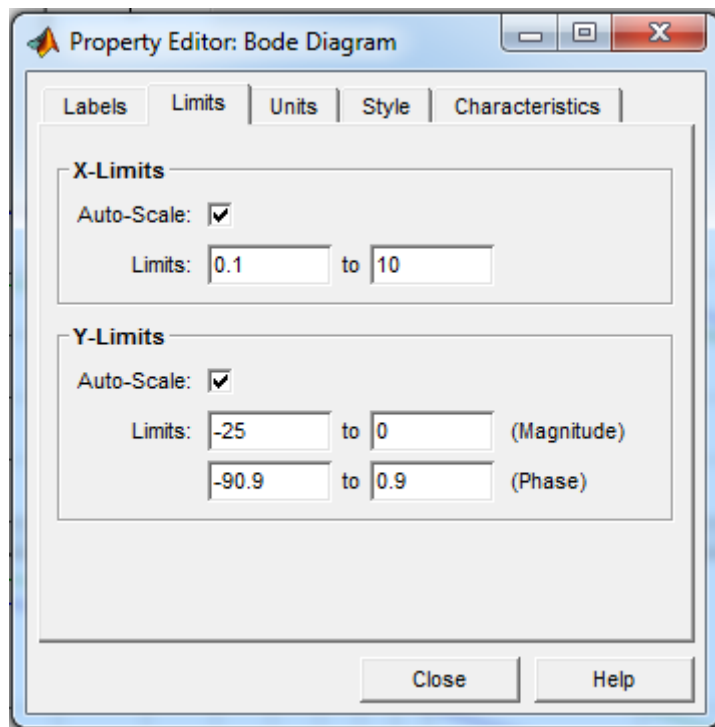 Property Editor: Bode Diagram
Labels Limits Units Style Characteristics
X-Limits
Auto-Scale:
Limits: 0.1 to 10
Y-Limits
Auto-Scale:
Limits: -25 to 0 (Magnitude)
-90.9 to 0.9 (Phase)
Close Help